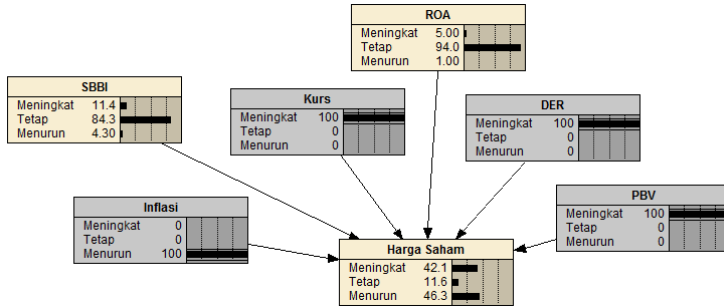 ROA
Meningkat 5.00
Tetap 94.0
Menurun 1.00
SBBI
Meningkat 11.4
Tetap 84.3
Menurun 4.30
Kurs
Meningkat 100
Tetap 0
Menurun 0
DER
Meningkat 100
Tetap 0
Menurun 0
Inflasi
Meningkat 0
Tetap 0
Menurun 100
PBV
Meningkat 100
Tetap 0
Menurun 0
Harga Saham
Meningkat 42.1
Tetap 11.6
Menurun 46.3